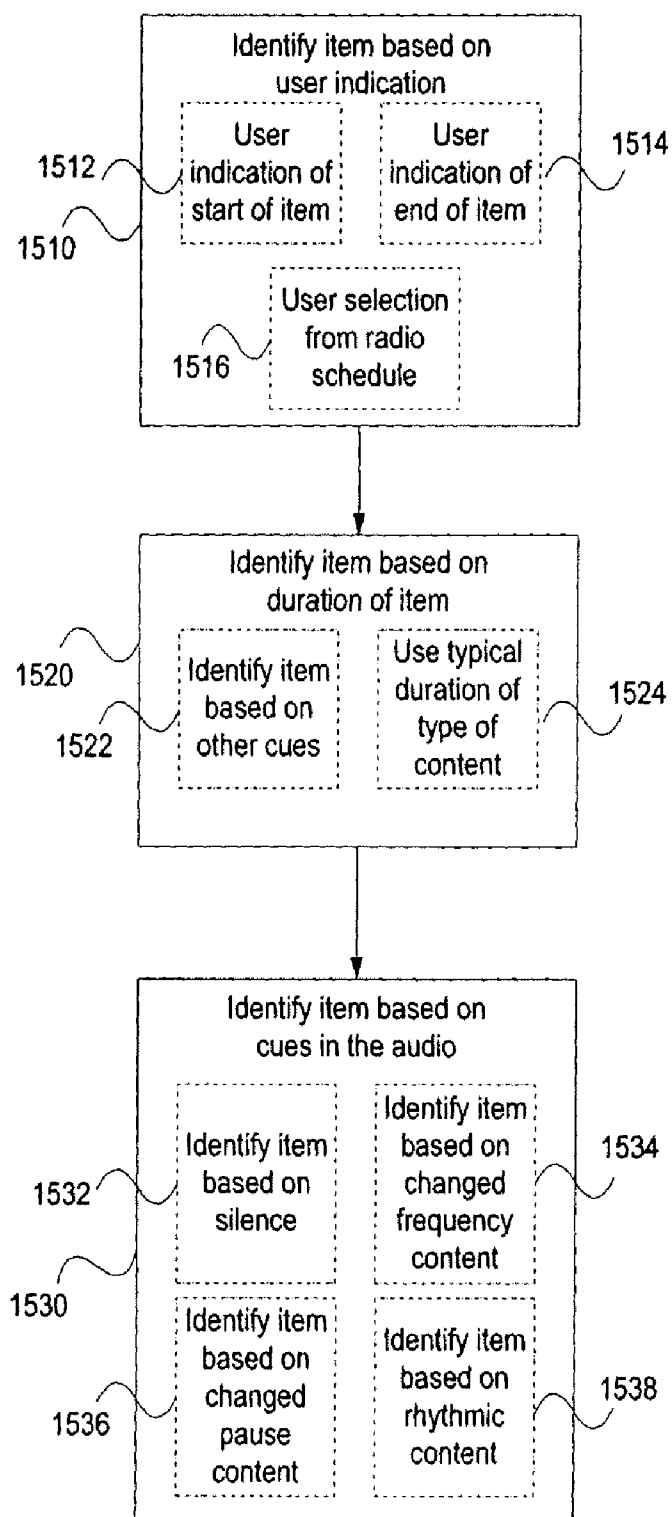 Identify item based on
user indication
1512
User
indication of
start of item
User
indication of
end of item
1514
1510
1516
User selection
from radio
schedule
Identify item based on
duration of item
1520
1522
Identify item
based on
other cues
Use typical
duration of
type of
content
1524
Identify item based on
cues in the audio
1532
Identify item
based on
silence
Identify item
based on
changed
frequency
content
1534
1530
1536
Identify item
based on
changed
pause
content
Identify item
based on
rhythmic
content
1538